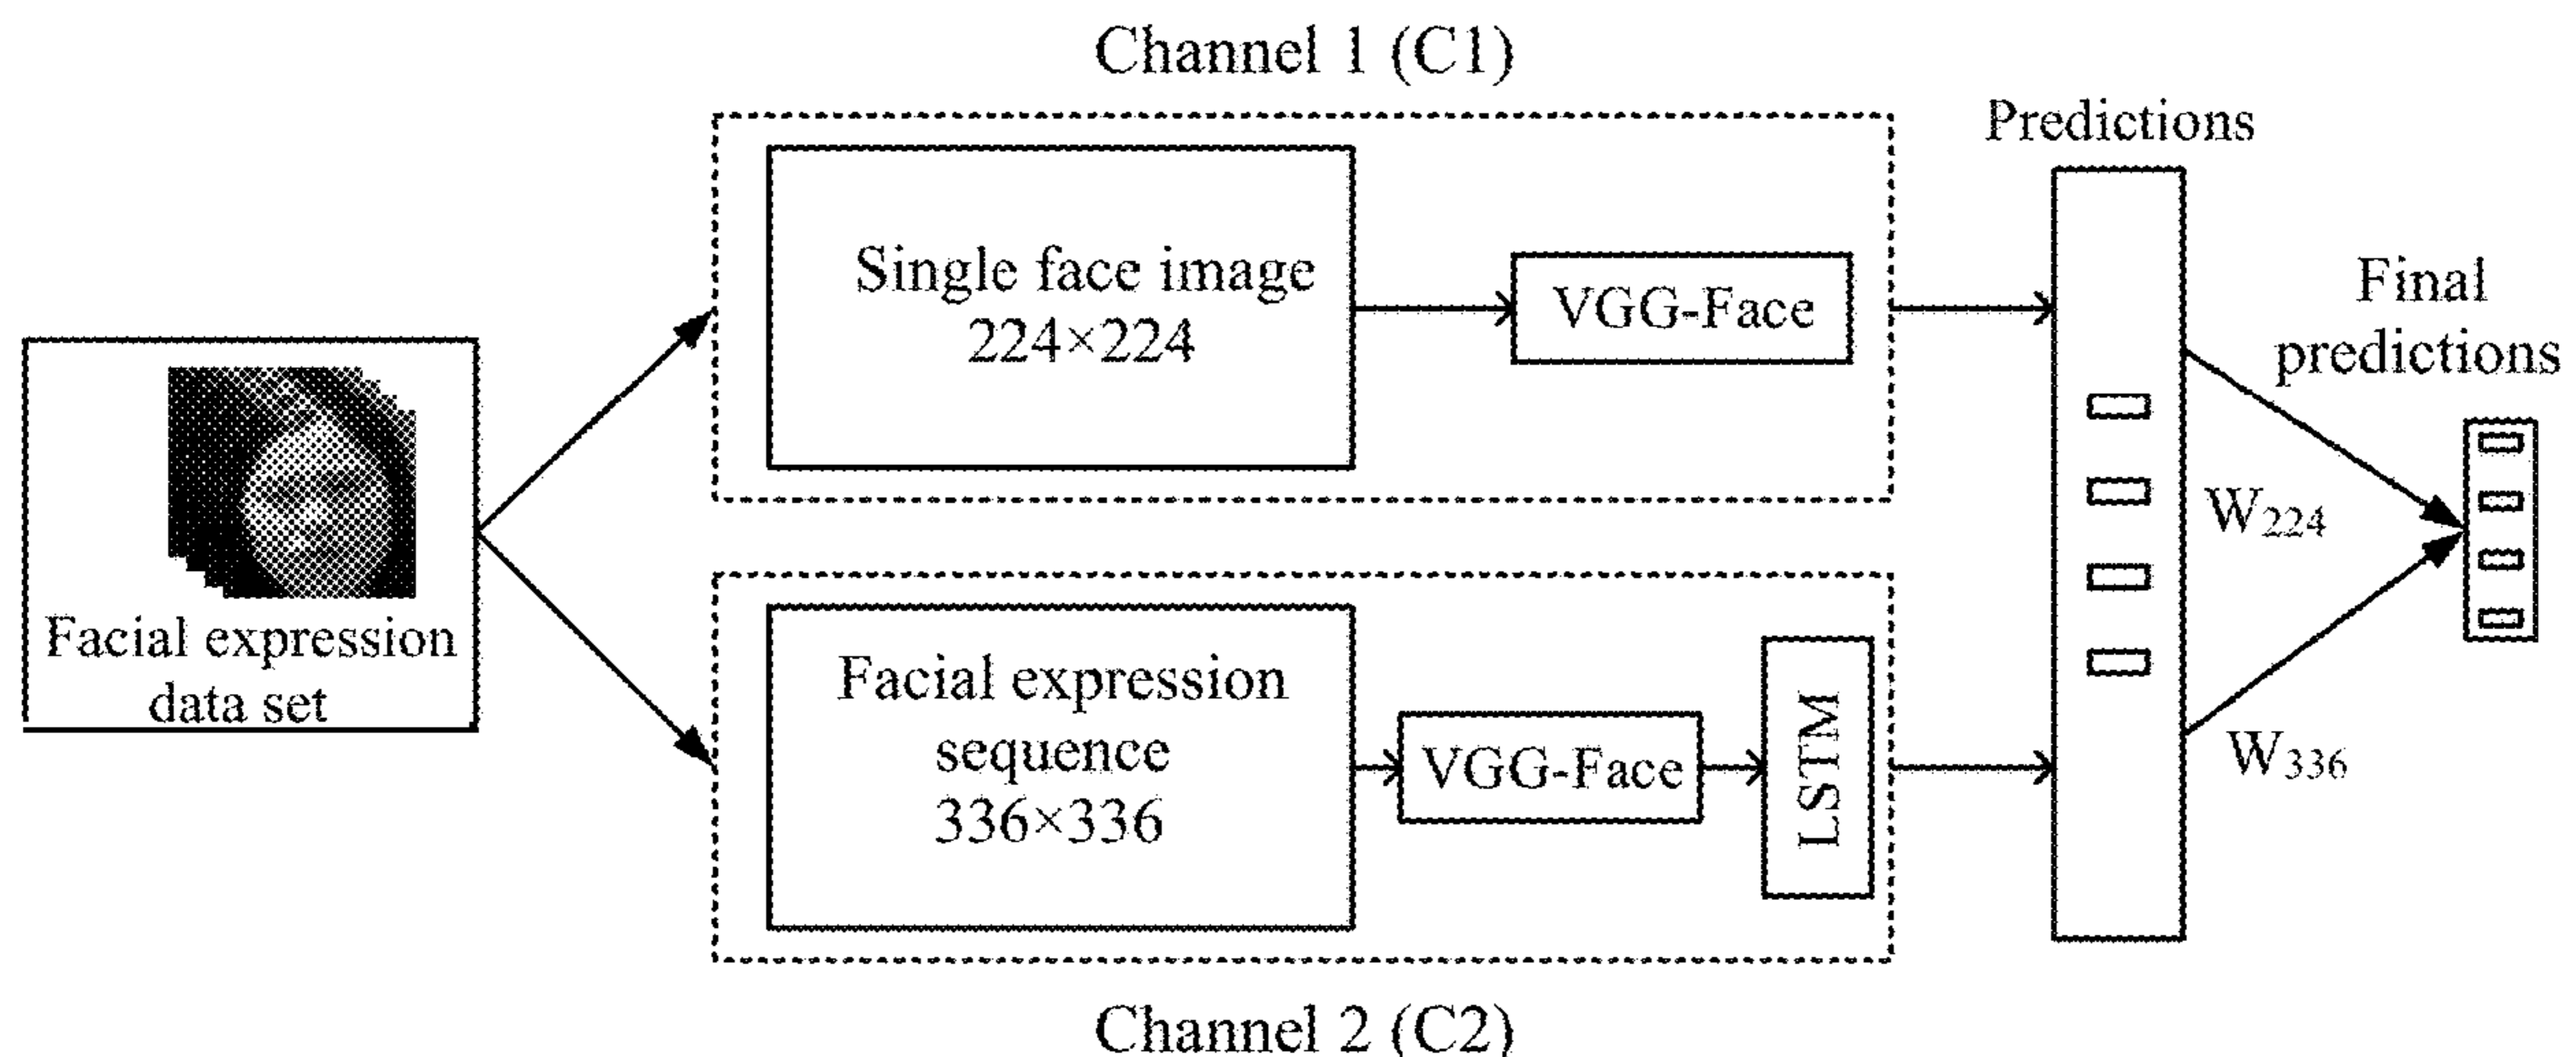 Channel 1 (C1)
Single face image
224×224
VGG-Face
Predictions
Final
predictions
Facial expression
data set
W224
W336
Facial expression
sequence
336×336
VGG-Face
LSTM
Channel 2 (C2)